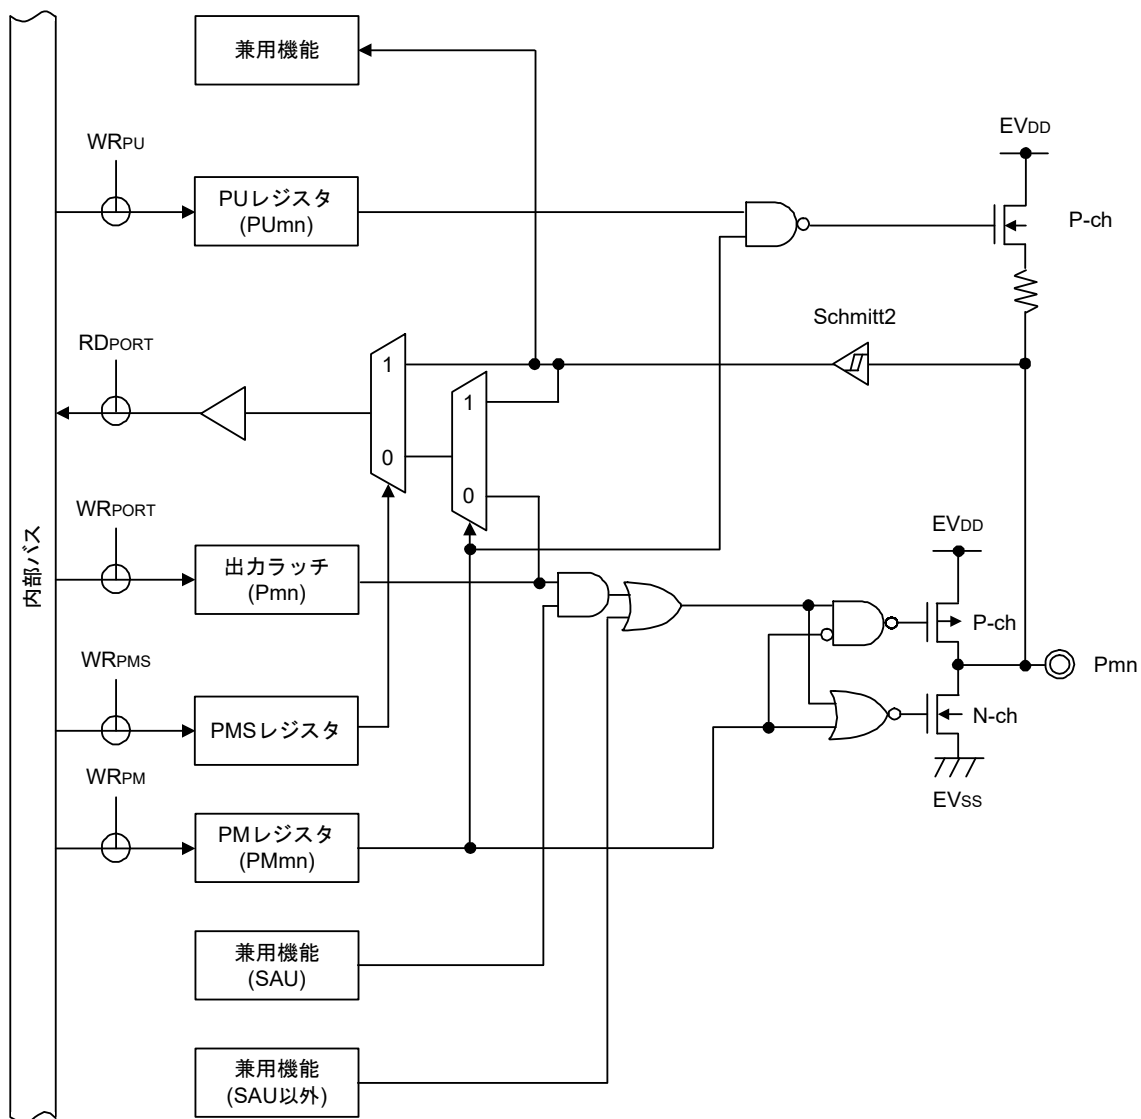 兼用機能
WRPU
EVDD
PUレジスタ
(PUmn)
P-ch
RDPORT
Schmitt2
1
1
0
0
WRPORT
EVDD
内部バス
出力ラッチ
(Pmn)
P-ch
WRPMS
Pmn
PMSレジスタ
N-ch
WRPM
EVSS
PMレジスタ
(PMmn)
兼用機能
(SAU)
兼用機能
(SAU以外)